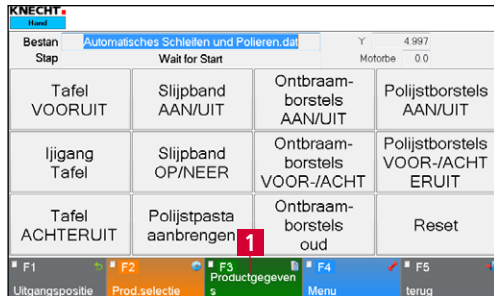 KNECHT
Hand
Bestan Automatisches Schleifen und Polieren.dat Y 4.997
Stap Wait for Start Motorbe 0.0
Tafel
VOORUIT
Slijpband
AAN/UIT
Ontbraam-
borstels
AAN/UIT
Polijstborstels
AAN/UIT
Ijigang
Tafel
Slijpband
OP/NEER
Ontbraam-
borstels
VOOR-/ACHT
Polijstborstels
VOOR-/ACHT
ERUIT
Tafel
ACHTERUIT
Polijstpasta
aanbrengen
Ontbraam-
borstels
oud
Reset
1
F1
Uitgangspositie
F2
Prod.selectie
F3
Productgegeven
s
F4
Menu
F5
terug